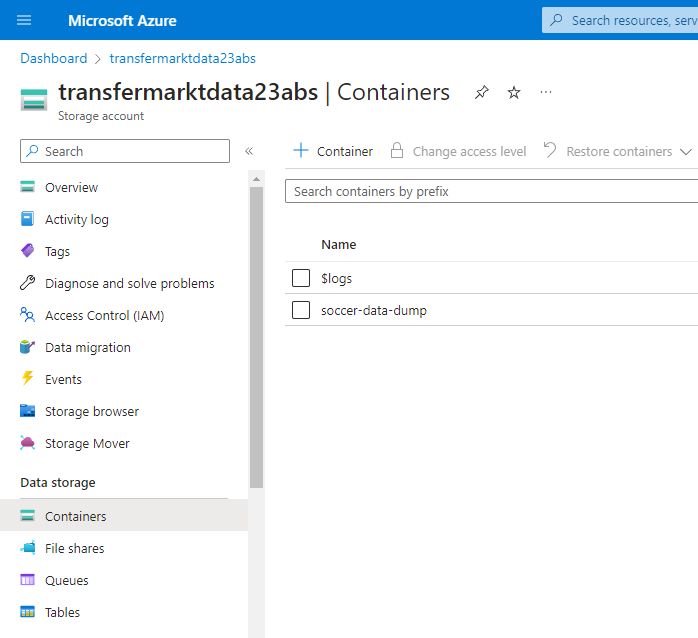 Microsoft Azure
Search resources, serv
Dashboard > transfermarktdata23abs
transfermarktdata23abs | Containers
Storage account
Search
Overview
Activity log
Tags
Diagnose and solve problems
Access Control (IAM)
Data migration
Events
Storage browser
Storage Mover
Data storage
Containers
File shares
Queues
Tables
+ Container
Change access level
Restore containers
Search containers by prefix
Name
$logs
soccer-data-dump